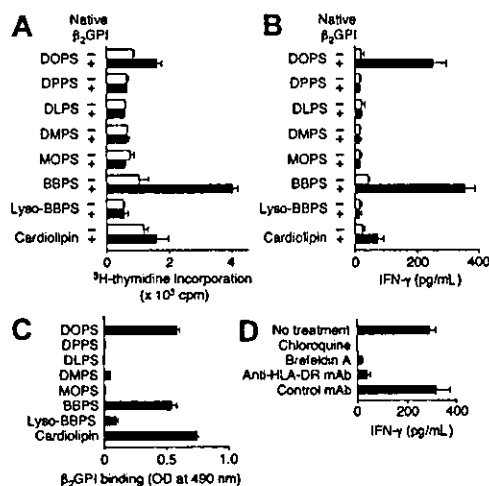 A
Native
β₂GPI
DOPS − +
DPPS − +
DLPS − +
DMPS − +
MOPS − +
BBPS − +
Lyso-BBPS − +
Cardiolipin − +
0 2 4
³H-thymidine Incorporation
(x 10³ cpm)
B
Native
β₂GPI
DOPS − +
DPPS − +
DLPS − +
DMPS − +
MOPS − +
BBPS − +
Lyso-BBPS − +
Cardiolipin − +
0 200 400
IFN-γ (pg/mL)
C
DOPS
DPPS
DLPS
DMPS
MOPS
BBPS
Lyso-BBPS
Cardiolipin
0 0.5 1.0
β₂GPI binding (OD at 490 nm)
D
No treatment
Chloroquine
Brefeldin A
Anti-HLA-DR mAb
Control mAb
0 200 400
IFN-γ (pg/mL)